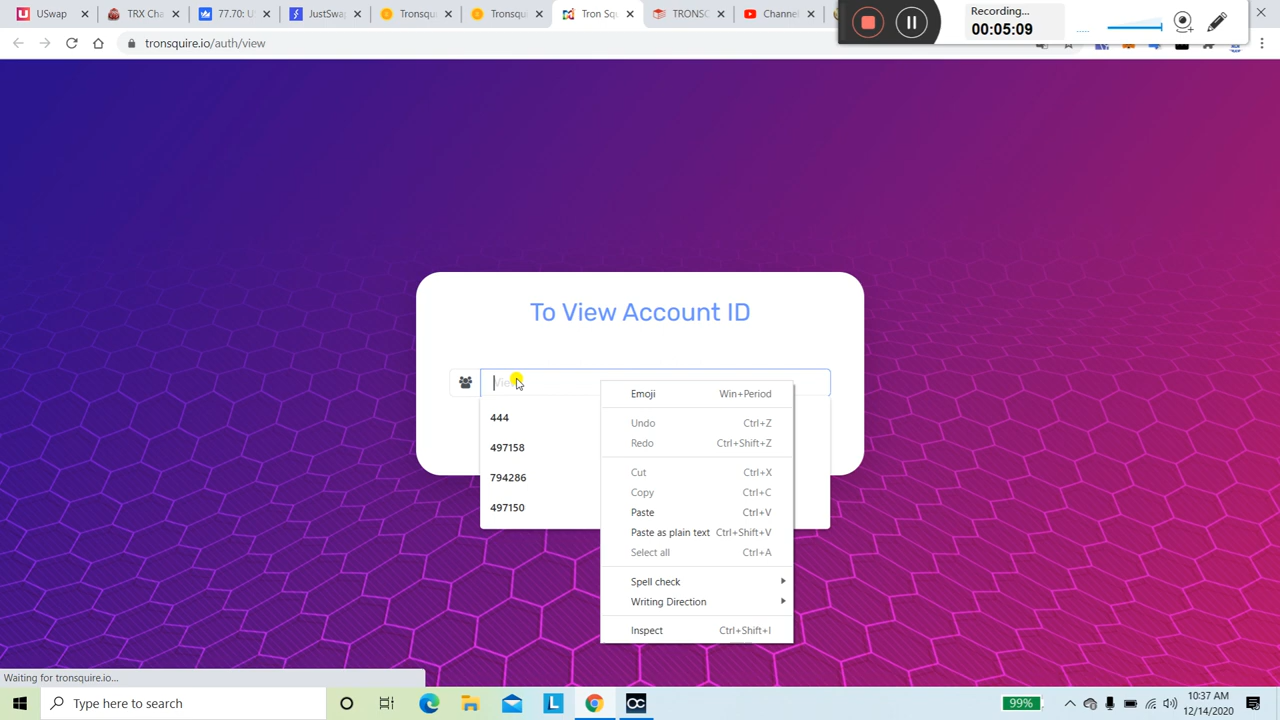 USwap
TRX Ch
77.70: U
UniSwap
Tronsqu
Tronsqu
Tron Sq
TRONSC
Channel
Recording...
00:05:09
tronsquire.io/auth/view
To View Account ID
444
497158
794286
497150
Emoji Win+Period
Undo Ctrl+Z
Redo Ctrl+Shift+Z
Cut Ctrl+X
Copy Ctrl+C
Paste Ctrl+V
Paste as plain text Ctrl+Shift+V
Select all Ctrl+A
Spell check
Writing Direction
Inspect Ctrl+Shift+I
Waiting for tronsquire.io...
Type here to search
L
CC
99%
10:37 AM
12/14/2020